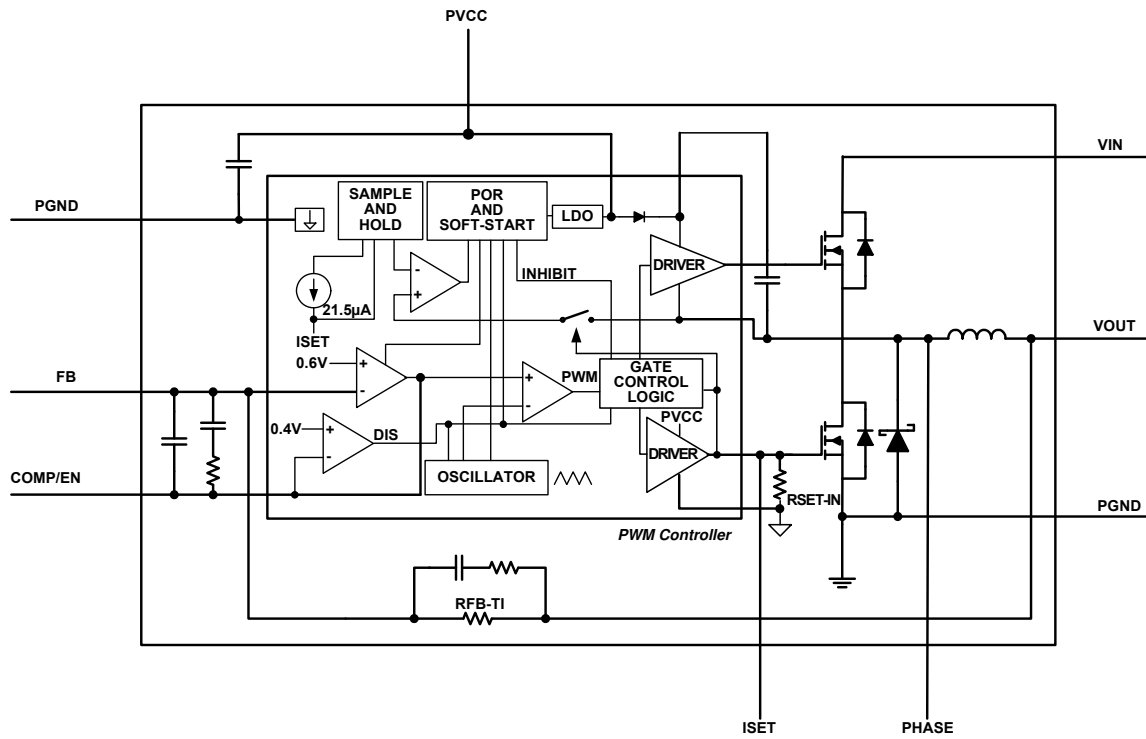 PVCC
VIN
PGND
SAMPLE
AND
HOLD
POR
AND
SOFT-START
LDO
DRIVER
-
+
INHIBIT
21.5µA
ISET
VOUT
0.6V
+
-
FB
+
-
PWM
GATE
CONTROL
LOGIC
PVCC
0.4V
+
-
DIS
DRIVER
OSCILLATOR
COMP/EN
RSET-IN
PGND
PWM Controller
RFB-TI
ISET
PHASE